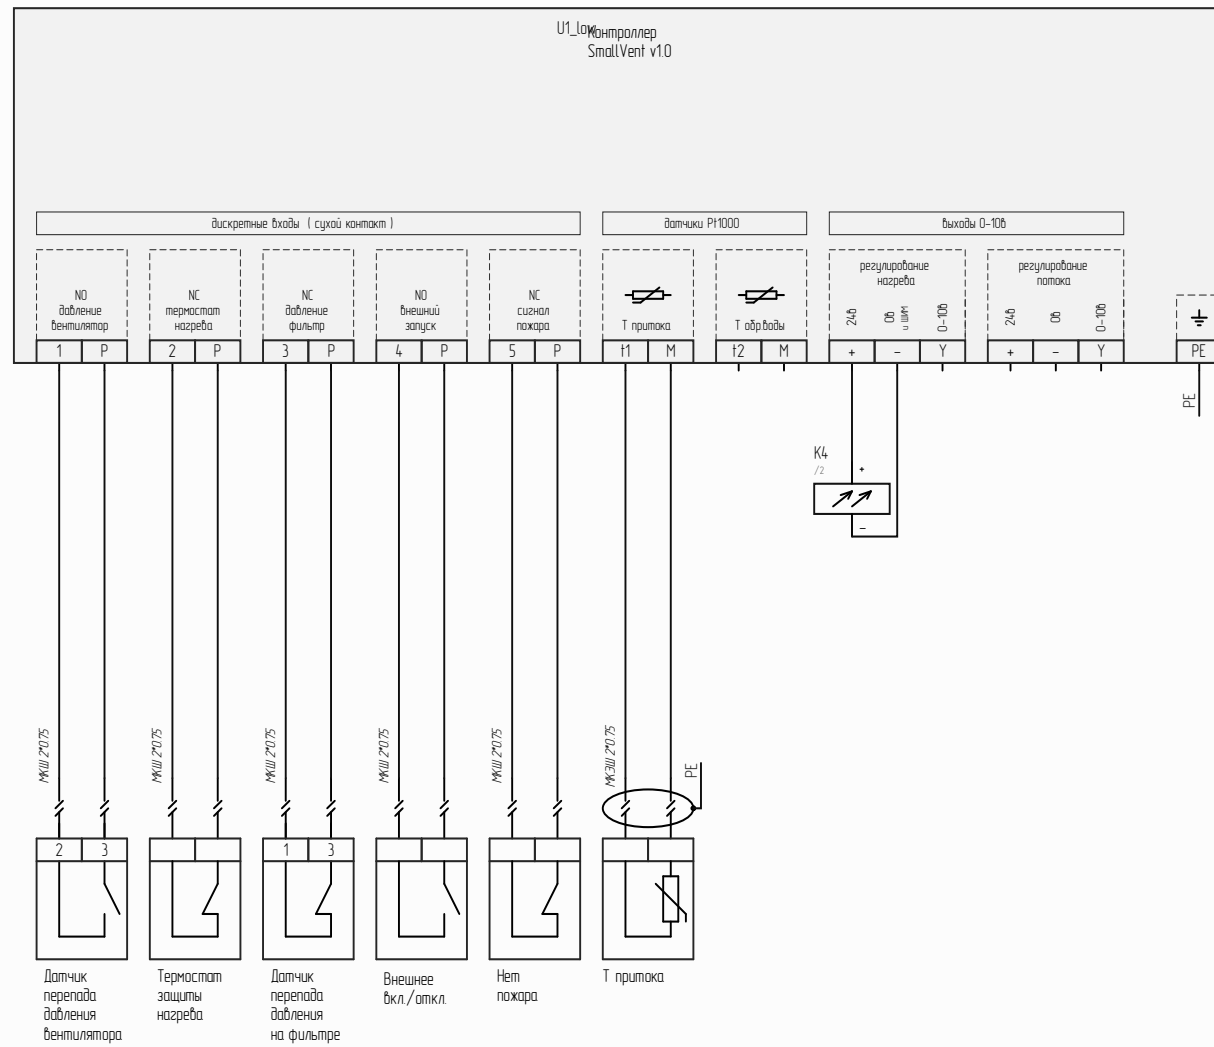 U1_low
Контроллер
SmallVent v1.0
дискретные входы ( сухой контакт )
датчики Pt1000
выходы 0-10в
NO
давление
вентилятор
NC
термостат
нагрева
NC
давление
фильтр
NO
внешний
запуск
NC
сигнал
пожара
Т притока
Т обр.воды
регулирование
нагрева
24в
0в
и ШИМ
0-10в
регулирование
потока
24в
0в
0-10в
1 P 2 P 3 P 4 P 5 P t1 M t2 M + - Y + - Y PE
PE
К4
/2
+
-
МКШ 2*0.75
МКШ 2*0.75
МКШ 2*0.75
МКШ 2*0.75
МКШ 2*0.75
МКЭШ 2*0.75
PE
2 3
1 3
Датчик
перепада
давления
вентилятора
Термостат
защиты
нагрева
Датчик
перепада
давления
на фильтре
Внешнее
вкл./откл.
Нет
пожара
Т притока